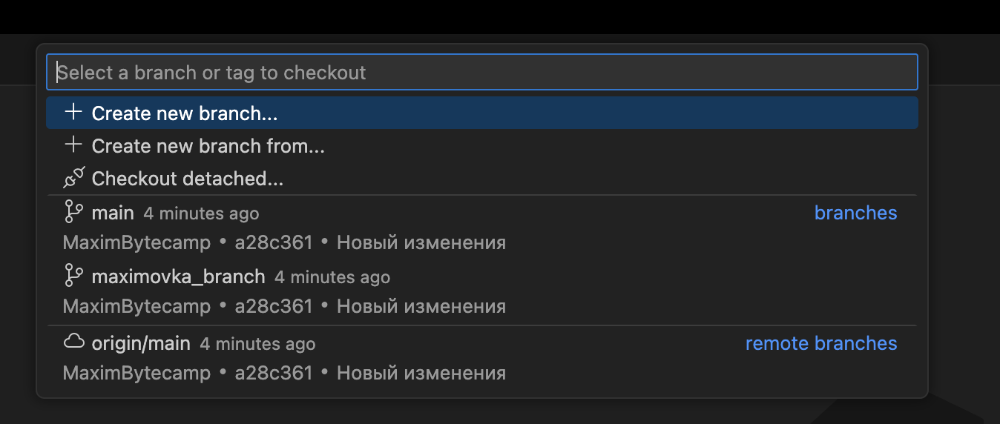 Select a branch or tag to checkout
Create new branch...
Create new branch from...
Checkout detached...
main 4 minutes ago branches
MaximBytecamp • a28c361 • Новый изменения
maximovka_branch 4 minutes ago
MaximBytecamp • a28c361 • Новый изменения
origin/main 4 minutes ago remote branches
MaximBytecamp • a28c361 • Новый изменения